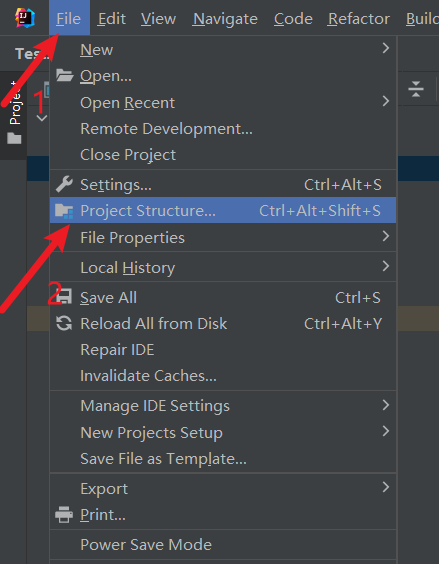 File Edit View Navigate Code Refactor Build
Tes...
Project
1
New
Open...
Open Recent
Remote Development...
Close Project
Settings... Ctrl+Alt+S
Project Structure... Ctrl+Alt+Shift+S
File Properties
Local History
2
Save All Ctrl+S
Reload All from Disk Ctrl+Alt+Y
Repair IDE
Invalidate Caches...
Manage IDE Settings
New Projects Setup
Save File as Template...
Export
Print...
Power Save Mode